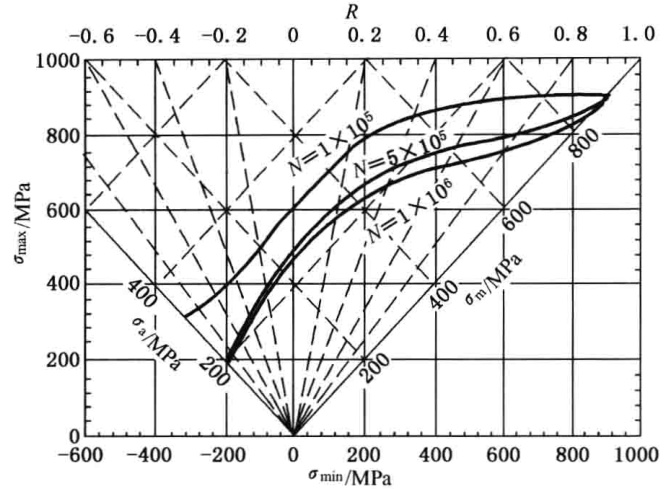 R
-0.6 -0.4 -0.2 0 0.2 0.4 0.6 0.8 1.0
1000
800
600
400
200
0
σmax/MPa
N=1×10⁵
N=5×10⁵
N=1×10⁶
400
200
σa/MPa
800
600
400
200
σm/MPa
-600 -400 -200 0 200 400 600 800 1000
σmin/MPa